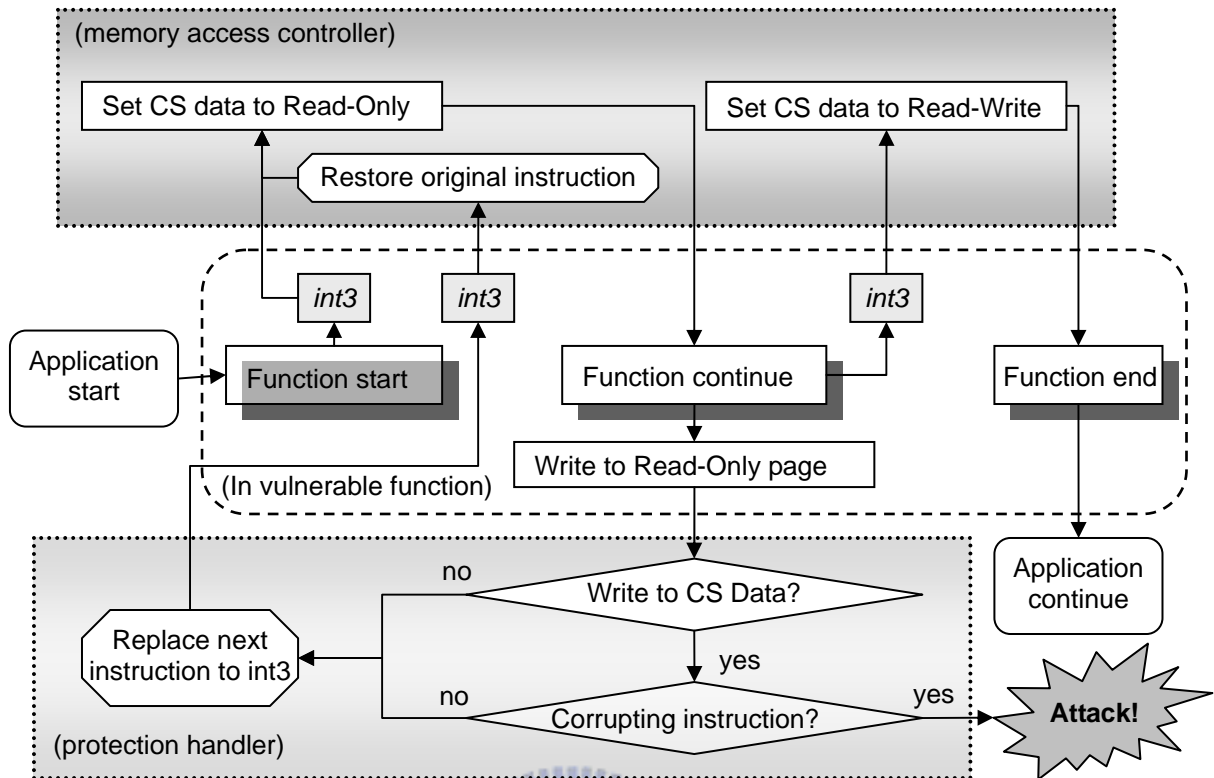 (memory access controller)
Set CS data to Read-Only
Set CS data to Read-Write
Restore original instruction
int3
int3
int3
Application
start
Function start
Function continue
Function end
Write to Read-Only page
(In vulnerable function)
Application
continue
no
Write to CS Data?
Replace next
instruction to int3
yes
no
yes
Corrupting instruction?
Attack!
(protection handler)